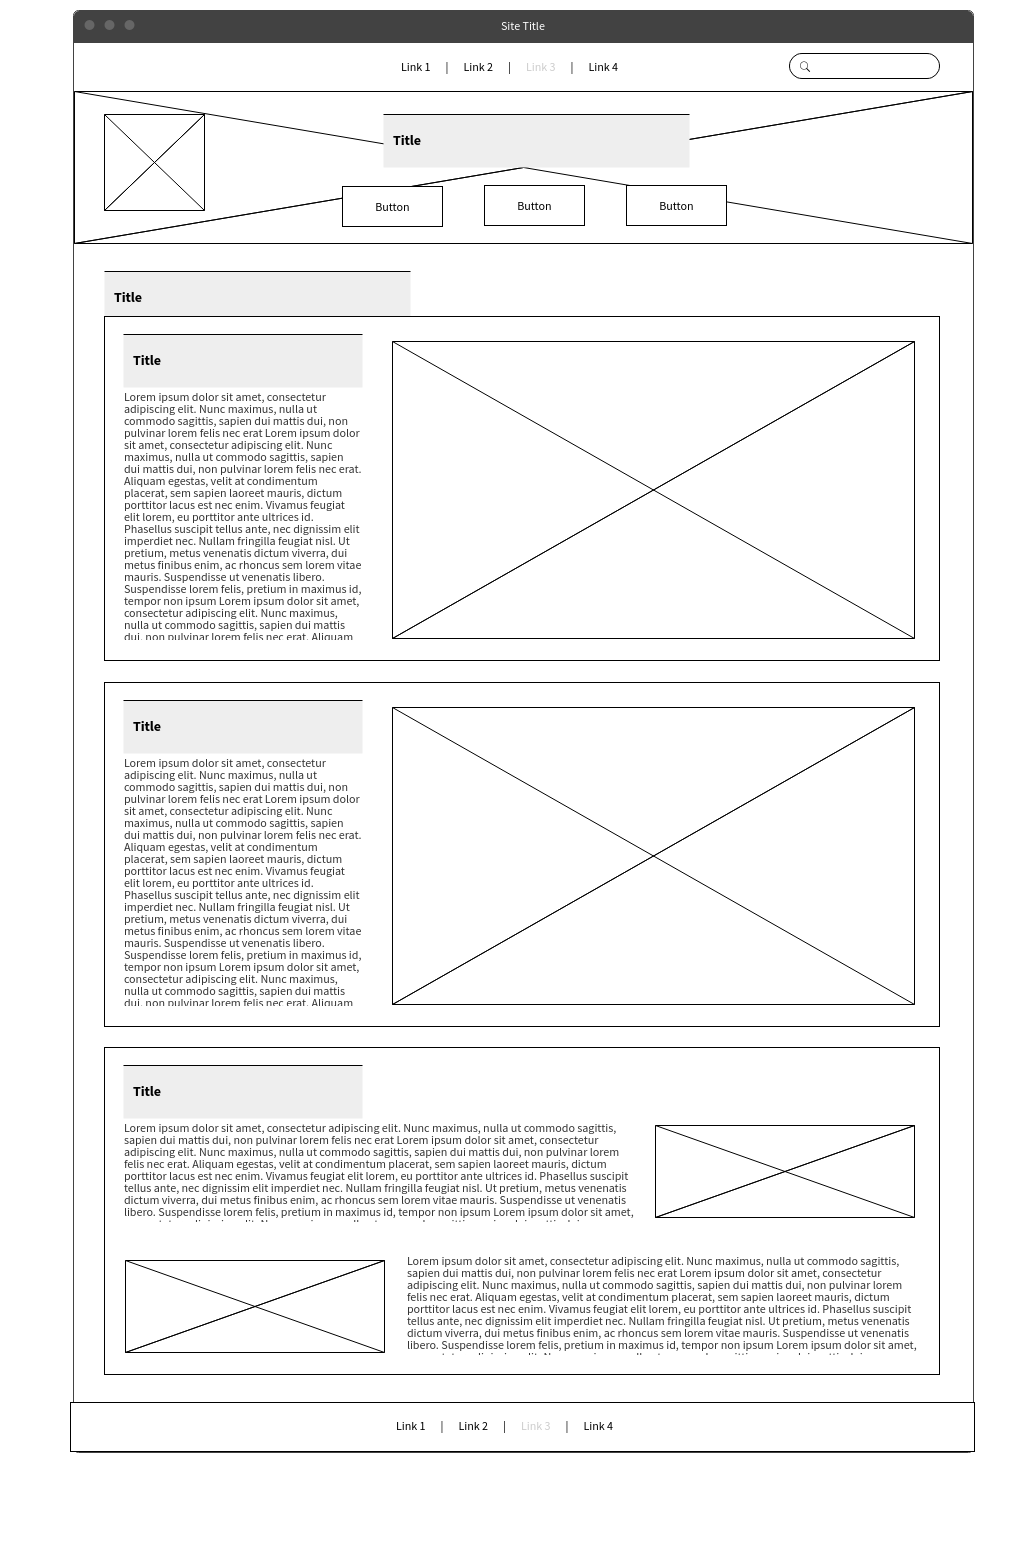 Site Title
Link 1 | Link 2 | Link 3 | Link 4
Title
Button Button Button
Title
Title
Lorem ipsum dolor sit amet, consectetur
adipiscing elit. Nunc maximus, nulla ut
commodo sagittis, sapien dui mattis dui, non
pulvinar lorem felis nec erat Lorem ipsum dolor
sit amet, consectetur adipiscing elit. Nunc
maximus, nulla ut commodo sagittis, sapien
dui mattis dui, non pulvinar lorem felis nec erat.
Aliquam egestas, velit at condimentum
placerat, sem sapien laoreet mauris, dictum
porttitor lacus est nec enim. Vivamus feugiat
elit lorem, eu porttitor ante ultrices id.
Phasellus suscipit tellus ante, nec dignissim elit
imperdiet nec. Nullam fringilla feugiat nisl. Ut
pretium, metus venenatis dictum viverra, dui
metus finibus enim, ac rhoncus sem lorem vitae
mauris. Suspendisse ut venenatis libero.
Suspendisse lorem felis, pretium in maximus id,
tempor non ipsum Lorem ipsum dolor sit amet,
consectetur adipiscing elit. Nunc maximus,
nulla ut commodo sagittis, sapien dui mattis
dui, non pulvinar lorem felis nec erat. Aliquam
Title
Lorem ipsum dolor sit amet, consectetur
adipiscing elit. Nunc maximus, nulla ut
commodo sagittis, sapien dui mattis dui, non
pulvinar lorem felis nec erat Lorem ipsum dolor
sit amet, consectetur adipiscing elit. Nunc
maximus, nulla ut commodo sagittis, sapien
dui mattis dui, non pulvinar lorem felis nec erat.
Aliquam egestas, velit at condimentum
placerat, sem sapien laoreet mauris, dictum
porttitor lacus est nec enim. Vivamus feugiat
elit lorem, eu porttitor ante ultrices id.
Phasellus suscipit tellus ante, nec dignissim elit
imperdiet nec. Nullam fringilla feugiat nisl. Ut
pretium, metus venenatis dictum viverra, dui
metus finibus enim, ac rhoncus sem lorem vitae
mauris. Suspendisse ut venenatis libero.
Suspendisse lorem felis, pretium in maximus id,
tempor non ipsum Lorem ipsum dolor sit amet,
consectetur adipiscing elit. Nunc maximus,
nulla ut commodo sagittis, sapien dui mattis
dui, non pulvinar lorem felis nec erat. Aliquam
Title
Lorem ipsum dolor sit amet, consectetur adipiscing elit. Nunc maximus, nulla ut commodo sagittis,
sapien dui mattis dui, non pulvinar lorem felis nec erat Lorem ipsum dolor sit amet, consectetur
adipiscing elit. Nunc maximus, nulla ut commodo sagittis, sapien dui mattis dui, non pulvinar lorem
felis nec erat. Aliquam egestas, velit at condimentum placerat, sem sapien laoreet mauris, dictum
porttitor lacus est nec enim. Vivamus feugiat elit lorem, eu porttitor ante ultrices id. Phasellus suscipit
tellus ante, nec dignissim elit imperdiet nec. Nullam fringilla feugiat nisl. Ut pretium, metus venenatis
dictum viverra, dui metus finibus enim, ac rhoncus sem lorem vitae mauris. Suspendisse ut venenatis
libero. Suspendisse lorem felis, pretium in maximus id, tempor non ipsum Lorem ipsum dolor sit amet,
Lorem ipsum dolor sit amet, consectetur adipiscing elit. Nunc maximus, nulla ut commodo sagittis,
sapien dui mattis dui, non pulvinar lorem felis nec erat Lorem ipsum dolor sit amet, consectetur
adipiscing elit. Nunc maximus, nulla ut commodo sagittis, sapien dui mattis dui, non pulvinar lorem
felis nec erat. Aliquam egestas, velit at condimentum placerat, sem sapien laoreet mauris, dictum
porttitor lacus est nec enim. Vivamus feugiat elit lorem, eu porttitor ante ultrices id. Phasellus suscipit
tellus ante, nec dignissim elit imperdiet nec. Nullam fringilla feugiat nisl. Ut pretium, metus venenatis
dictum viverra, dui metus finibus enim, ac rhoncus sem lorem vitae mauris. Suspendisse ut venenatis
libero. Suspendisse lorem felis, pretium in maximus id, tempor non ipsum Lorem ipsum dolor sit amet,
Link 1 | Link 2 | Link 3 | Link 4